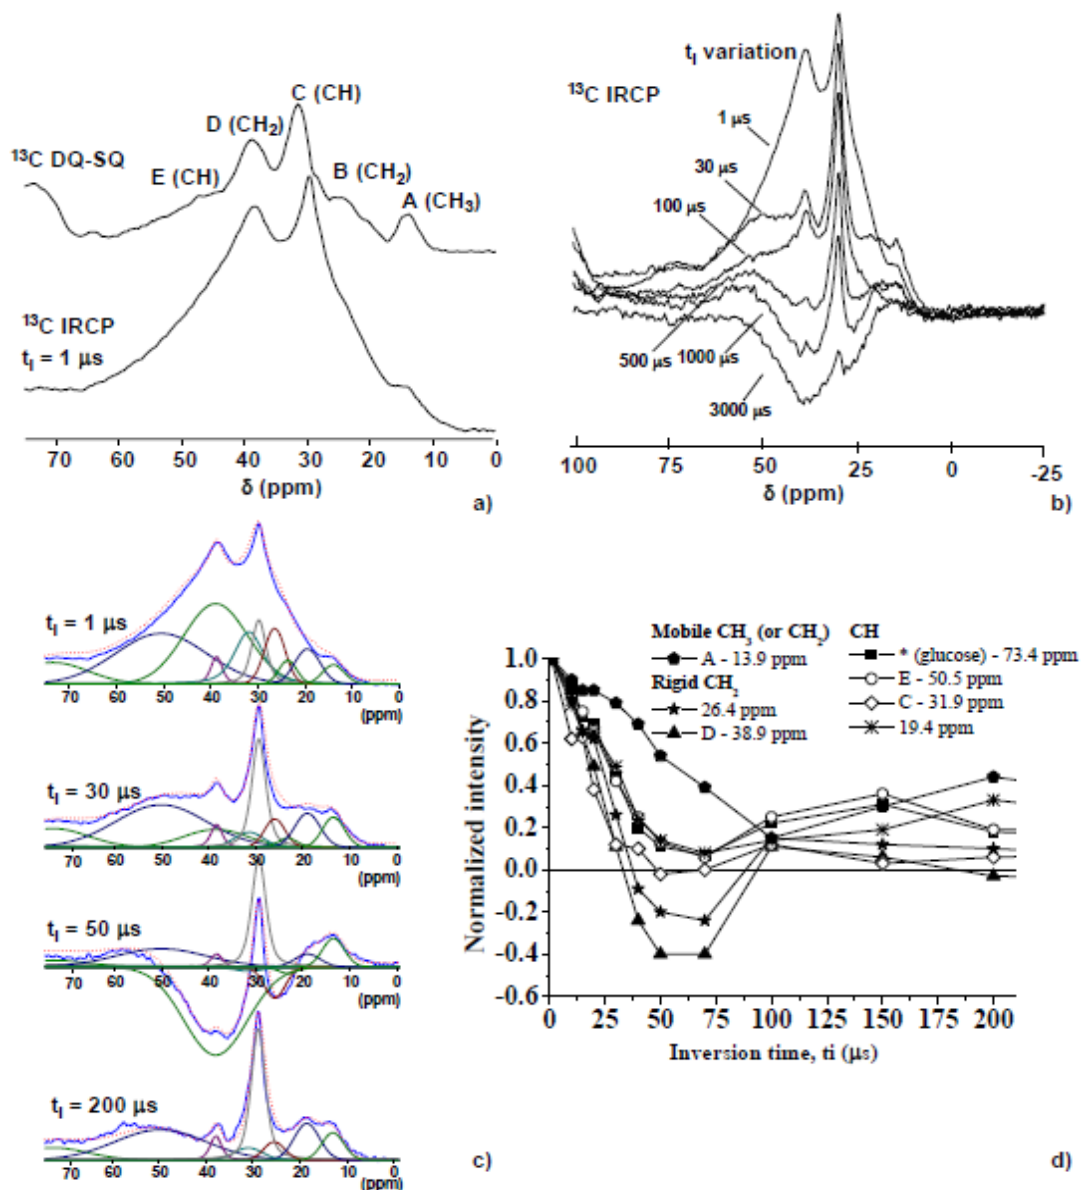 C (CH)
D (CH₂)
¹³C DQ-SQ
E (CH)
B (CH₂)
A (CH₃)
¹³C IRCP
tI = 1 µs
70 60 50 40 30 20 10 0
δ (ppm)
a)
tI variation
¹³C IRCP
1 µs
30 µs
100 µs
500 µs
1000 µs
3000 µs
100 75 50 25 0 -25
δ (ppm)
b)
tI = 1 µs
70 60 50 40 30 20 10 0
(ppm)
tI = 30 µs
70 60 50 40 30 20 10 0
(ppm)
tI = 50 µs
70 60 50 40 30 20 10 0
(ppm)
tI = 200 µs
70 60 50 40 30 20 10 0
(ppm)
c)
Mobile CH₃ (or CH₂)
A - 13.9 ppm
Rigid CH₂
26.4 ppm
D - 38.9 ppm
CH
* (glucose) - 73.4 ppm
E - 50.5 ppm
C - 31.9 ppm
19.4 ppm
Normalized intensity
1.0
0.8
0.6
0.4
0.2
0.0
-0.2
-0.4
-0.6
0 25 50 75 100 125 150 175 200
Inversion time, ti (µs)
d)